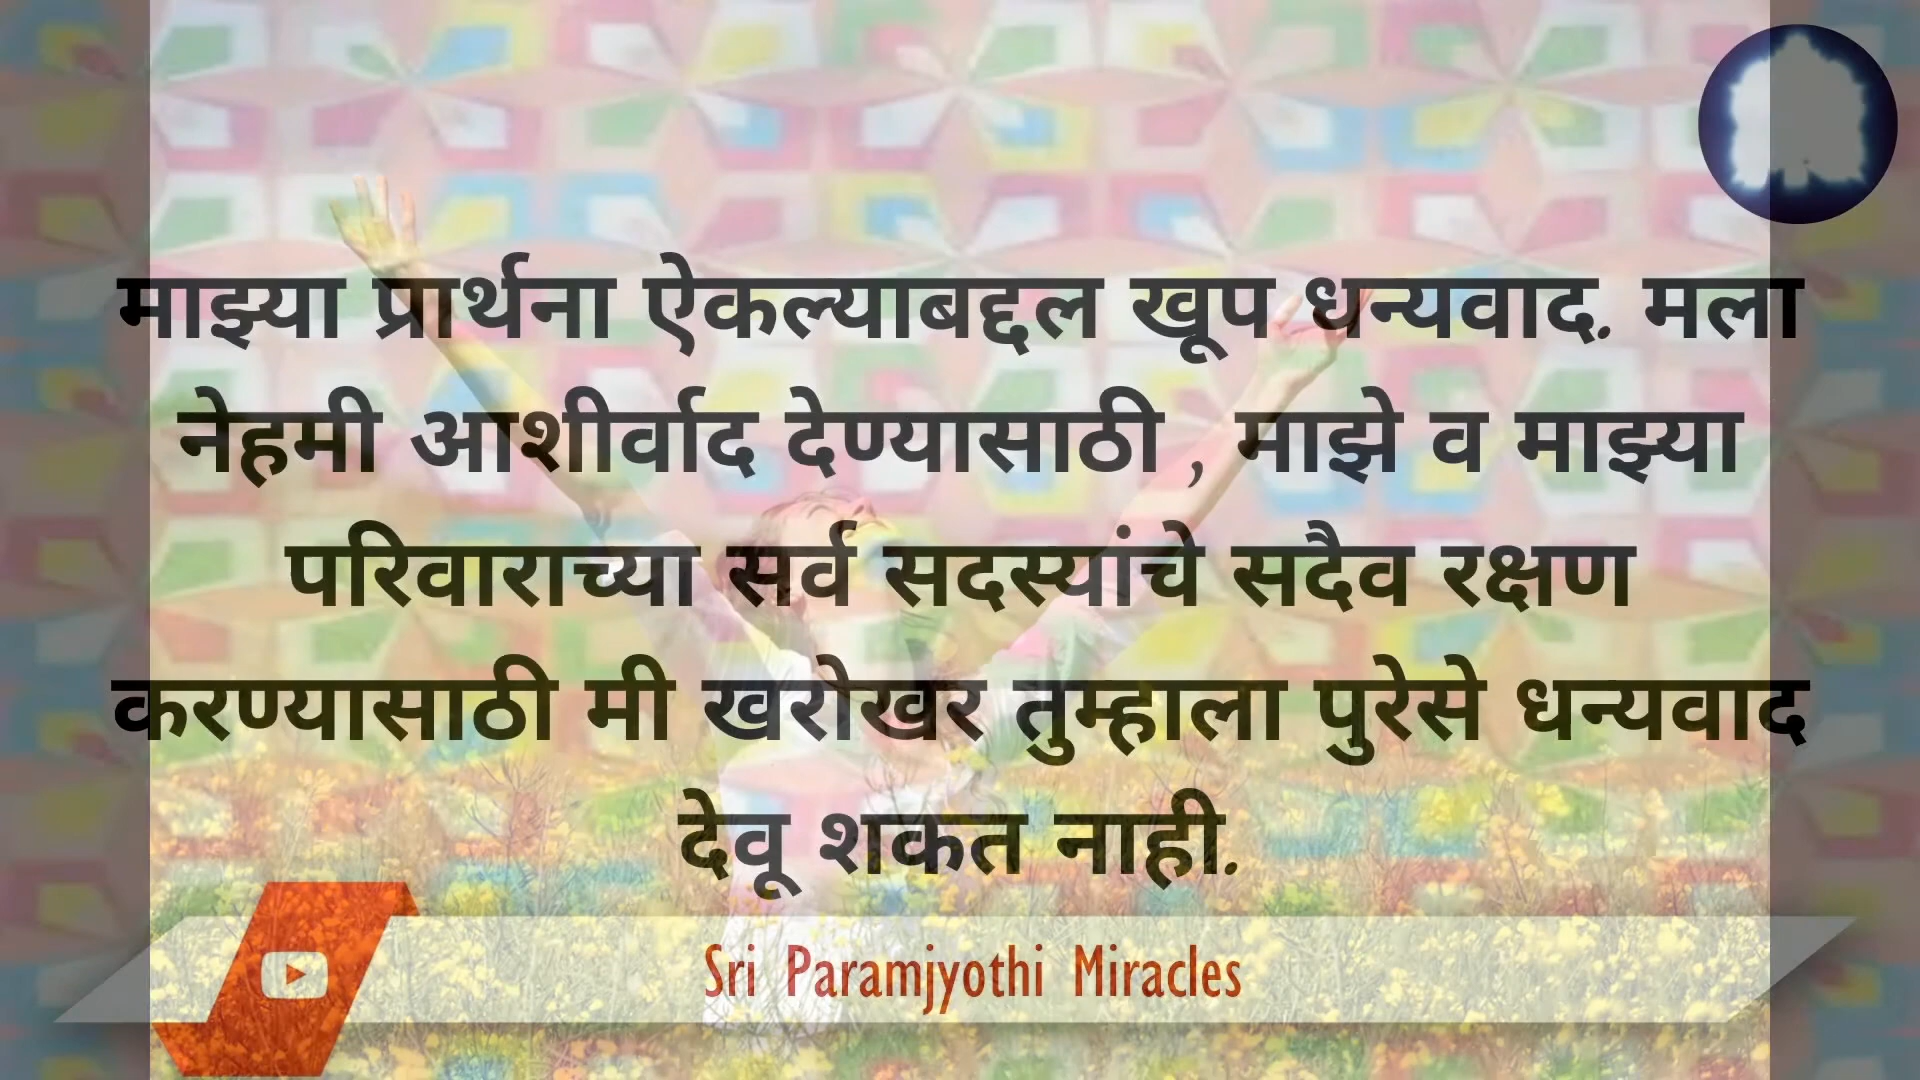 माझ्या प्रार्थना ऐकल्याबद्दल खूप धन्यवाद. मला
नेहमी आशीर्वाद देण्यासाठी , माझे व माझ्या
परिवाराच्या सर्व सदस्यांचे सदैव रक्षण
करण्यासाठी मी खरोखर तुम्हाला पुरेसे धन्यवाद
देवू शकत नाही.
Sri Paramjyothi Miracles